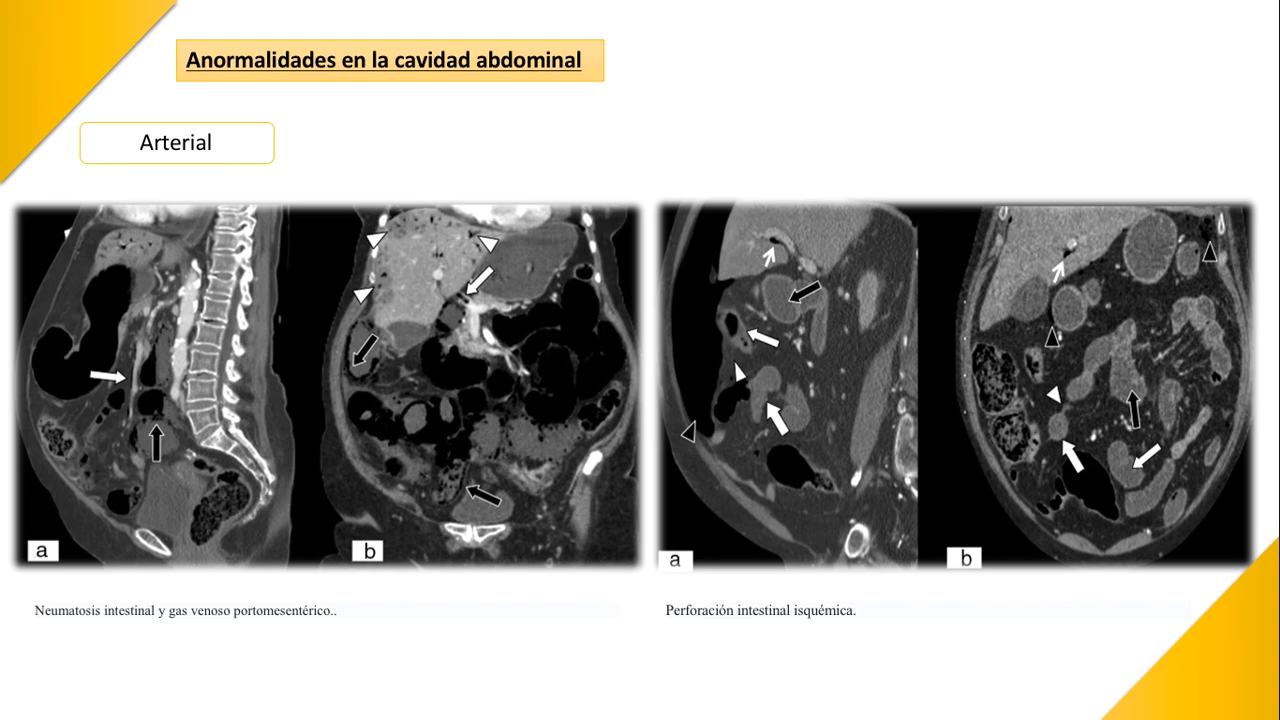 Anormalidades en la cavidad abdominal
Arterial
a
b
a
b
Neumatosis intestinal y gas venoso portomesentérico..
Perforación intestinal isquémica.